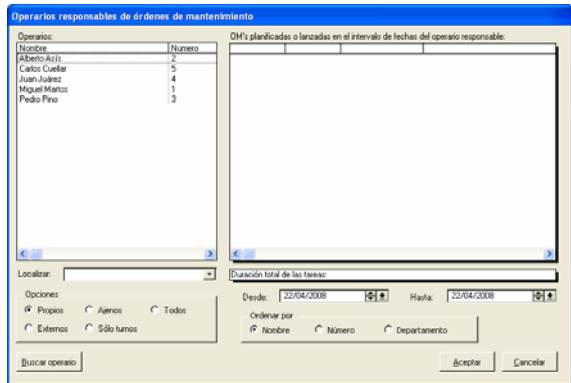 Operarios responsables de órdenes de mantenimiento
Operarios:
Nombre Numero
Alberto Asís 2
Carlos Cuellar 5
Juan Juárez 4
Miguel Martos 1
Pedro Pino 3
OM's planificadas o lanzadas en el intervalo de fechas del operario responsable:
Localizar:
Duración total de las tareas:
Opciones
Propios Ajenos Todos
Externos Sólo turnos
Desde: 22/04/2008 Hasta: 22/04/2008
Ordenar por
Nombre Número Departamento
Buscar operario Aceptar Cancelar